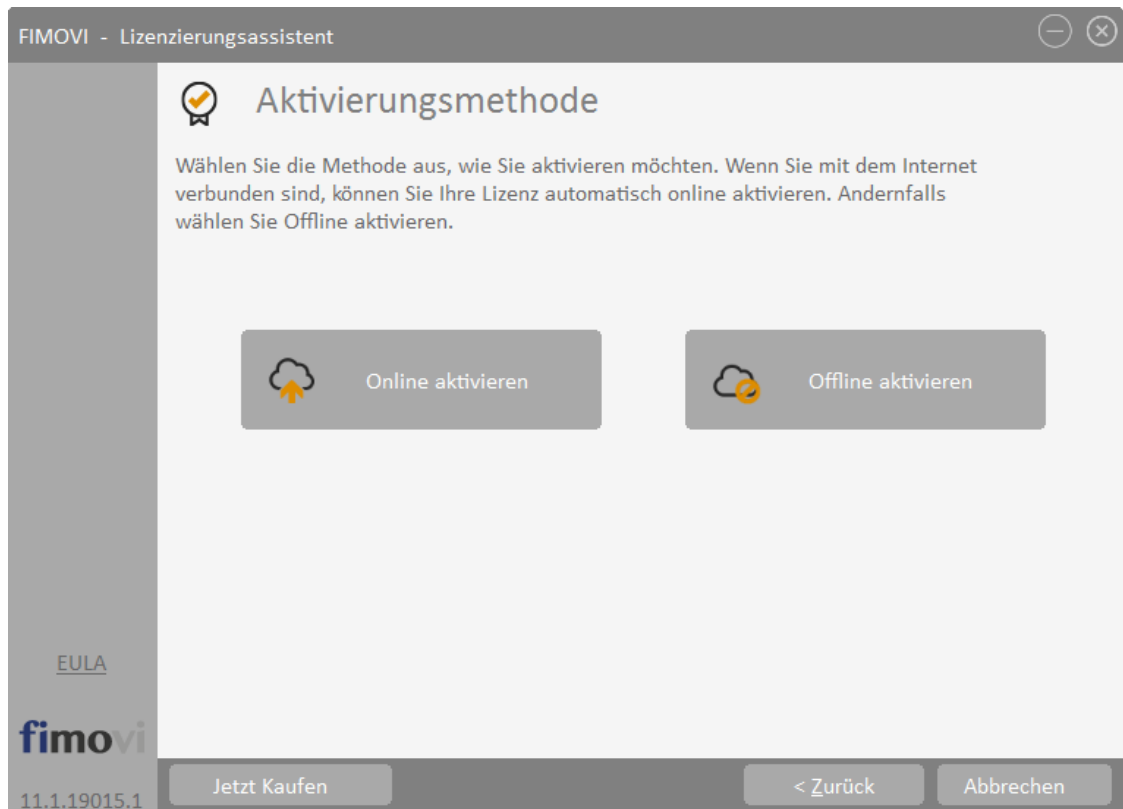 FIMOVI - Lizenzierungsassistent
Aktivierungsmethode
Wählen Sie die Methode aus, wie Sie aktivieren möchten. Wenn Sie mit dem Internet
verbunden sind, können Sie Ihre Lizenz automatisch online aktivieren. Andernfalls
wählen Sie Offline aktivieren.
Online aktivieren
Offline aktivieren
EULA
fimovi
11.1.19015.1
Jetzt Kaufen
< Zurück
Abbrechen